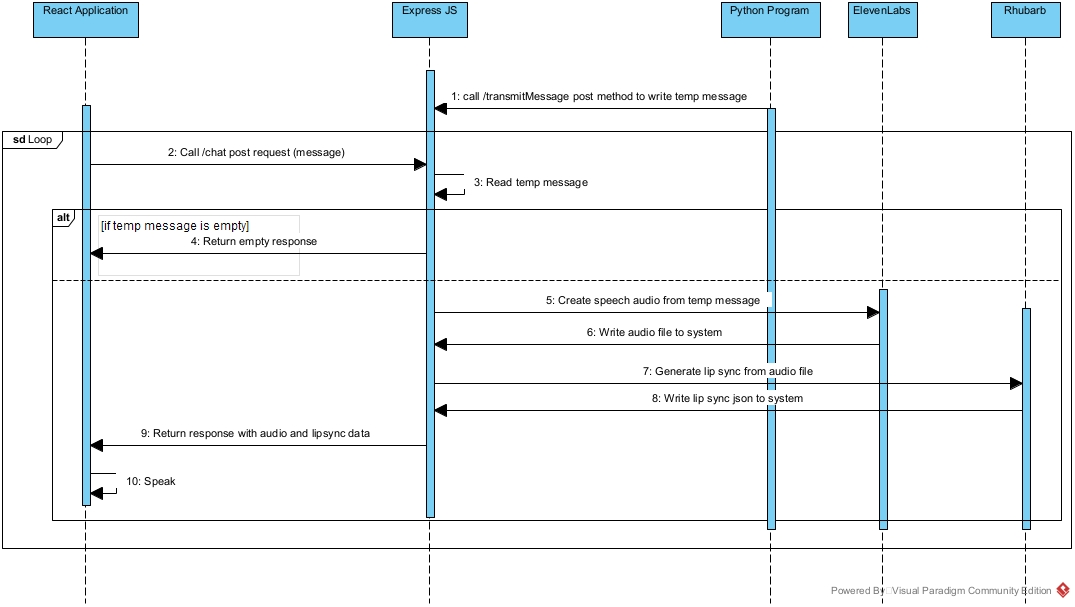 React Application
Express JS
Python Program
ElevenLabs
Rhubarb
1: call /transmitMessage post method to write temp message
sd Loop
2: Call /chat post request (message)
3: Read temp message
alt
[if temp message is empty]
4: Return empty response
5: Create speech audio from temp message
6: Write audio file to system
7: Generate lip sync from audio file
8: Write lip sync json to system
9: Return response with audio and lipsync data
10: Speak
Powered By Visual Paradigm Community Edition